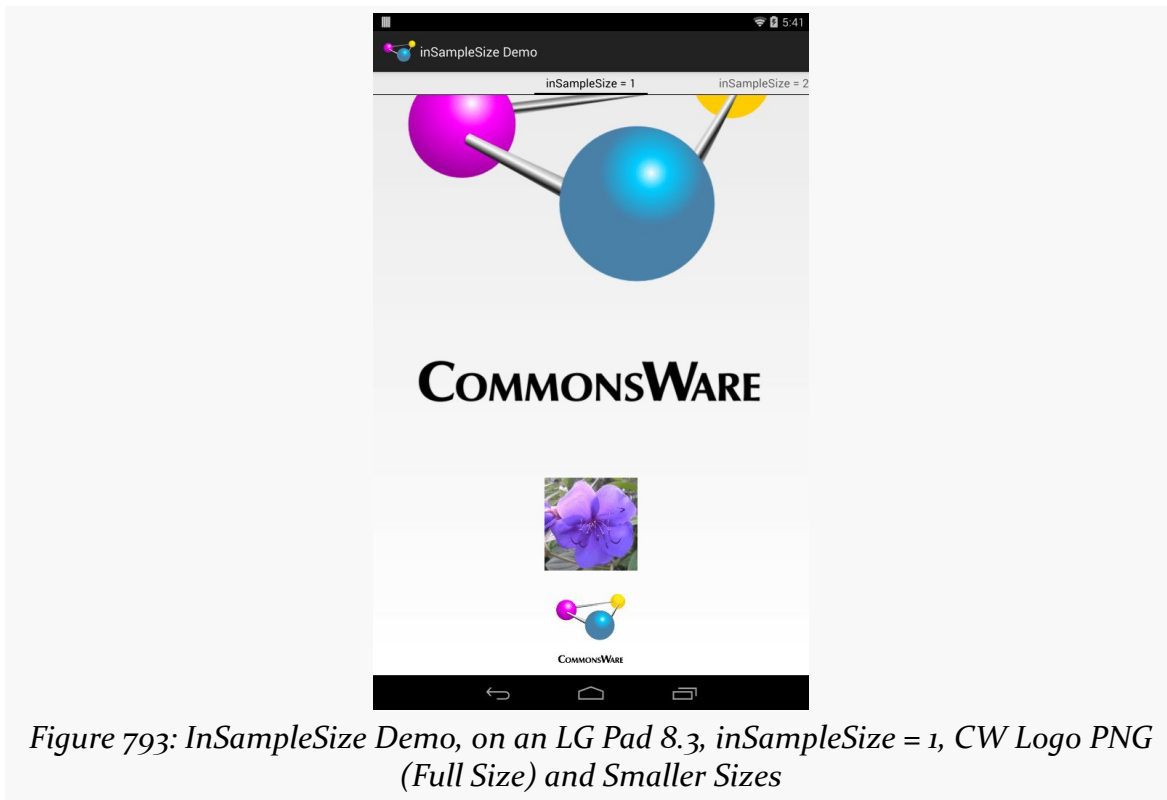 5:41
inSampleSize Demo
inSampleSize = 1
inSampleSize = 2
COMMONSWARE
COMMONSWARE
Figure 793: InSampleSize Demo, on an LG Pad 8.3, inSampleSize = 1, CW Logo PNG
(Full Size) and Smaller Sizes